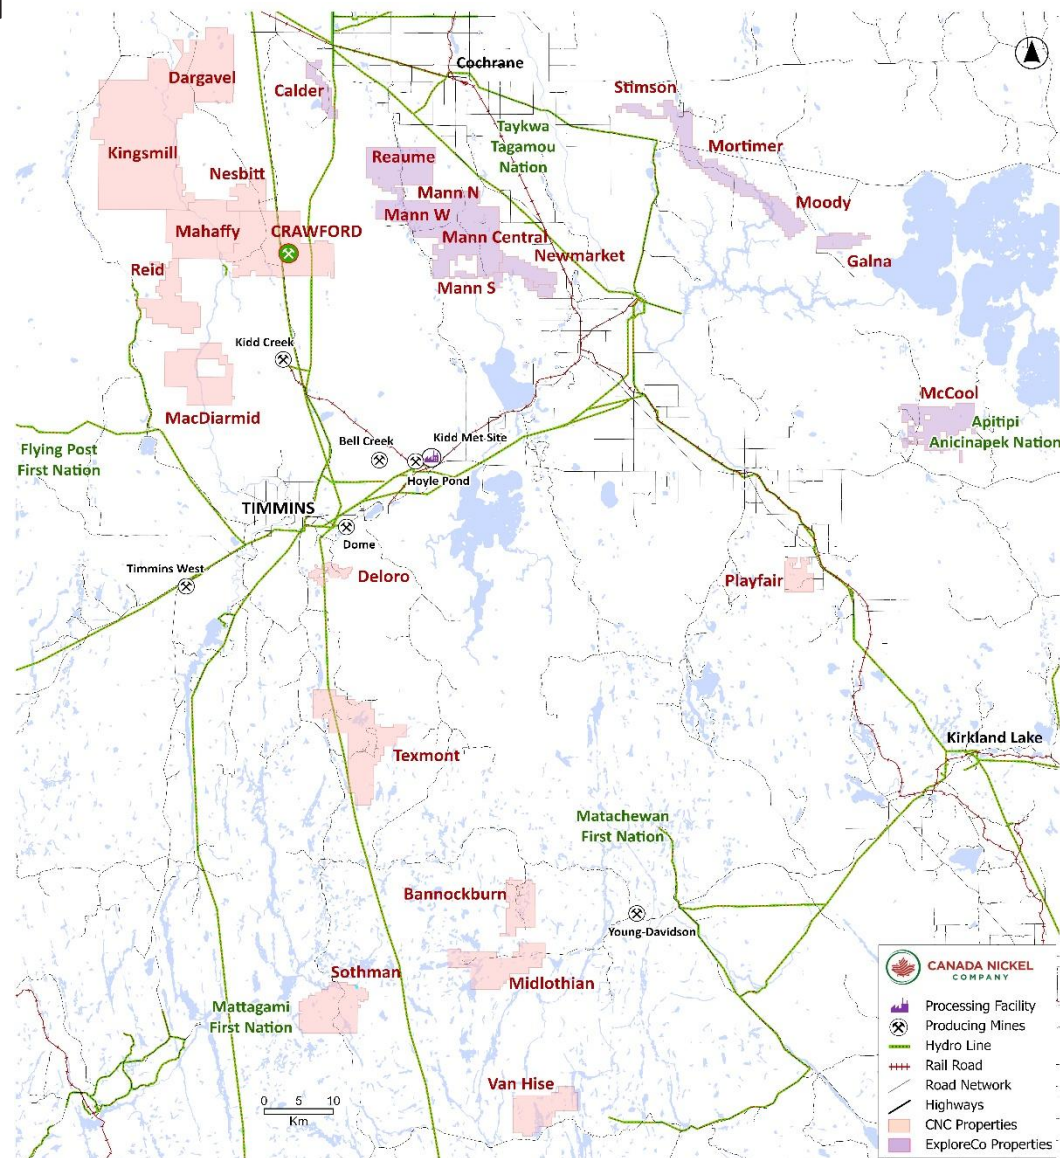 Cochrane
Dargavel
Calder
Stimson
Taykwa
Tagamou
Nation
Kingsmill
Reaume
Mortimer
Nesbitt
Mann N
Moody
Mann W
Mahaffy
CRAWFORD
Mann Central
Newmarket
Galna
Reid
Mann S
Kidd Creek
McCool
MacDiarmid
Apitipi
Anicinapek Nation
Flying Post
First Nation
Bell Creek
Kidd Met-Site
Hoyle Pond
TIMMINS
Dome
Timmins West
Deloro
Playfair
Kirkland Lake
Texmont
Matachewan
First Nation
Bannockburn
Young-Davidson
Sothman
Midlothian
Mattagami
First Nation
Van Hise
0 5 10
Km
CANADA NICKEL
COMPANY
Processing Facility
Producing Mines
Hydro Line
Rail Road
Road Network
Highways
CNC Properties
ExploreCo Properties